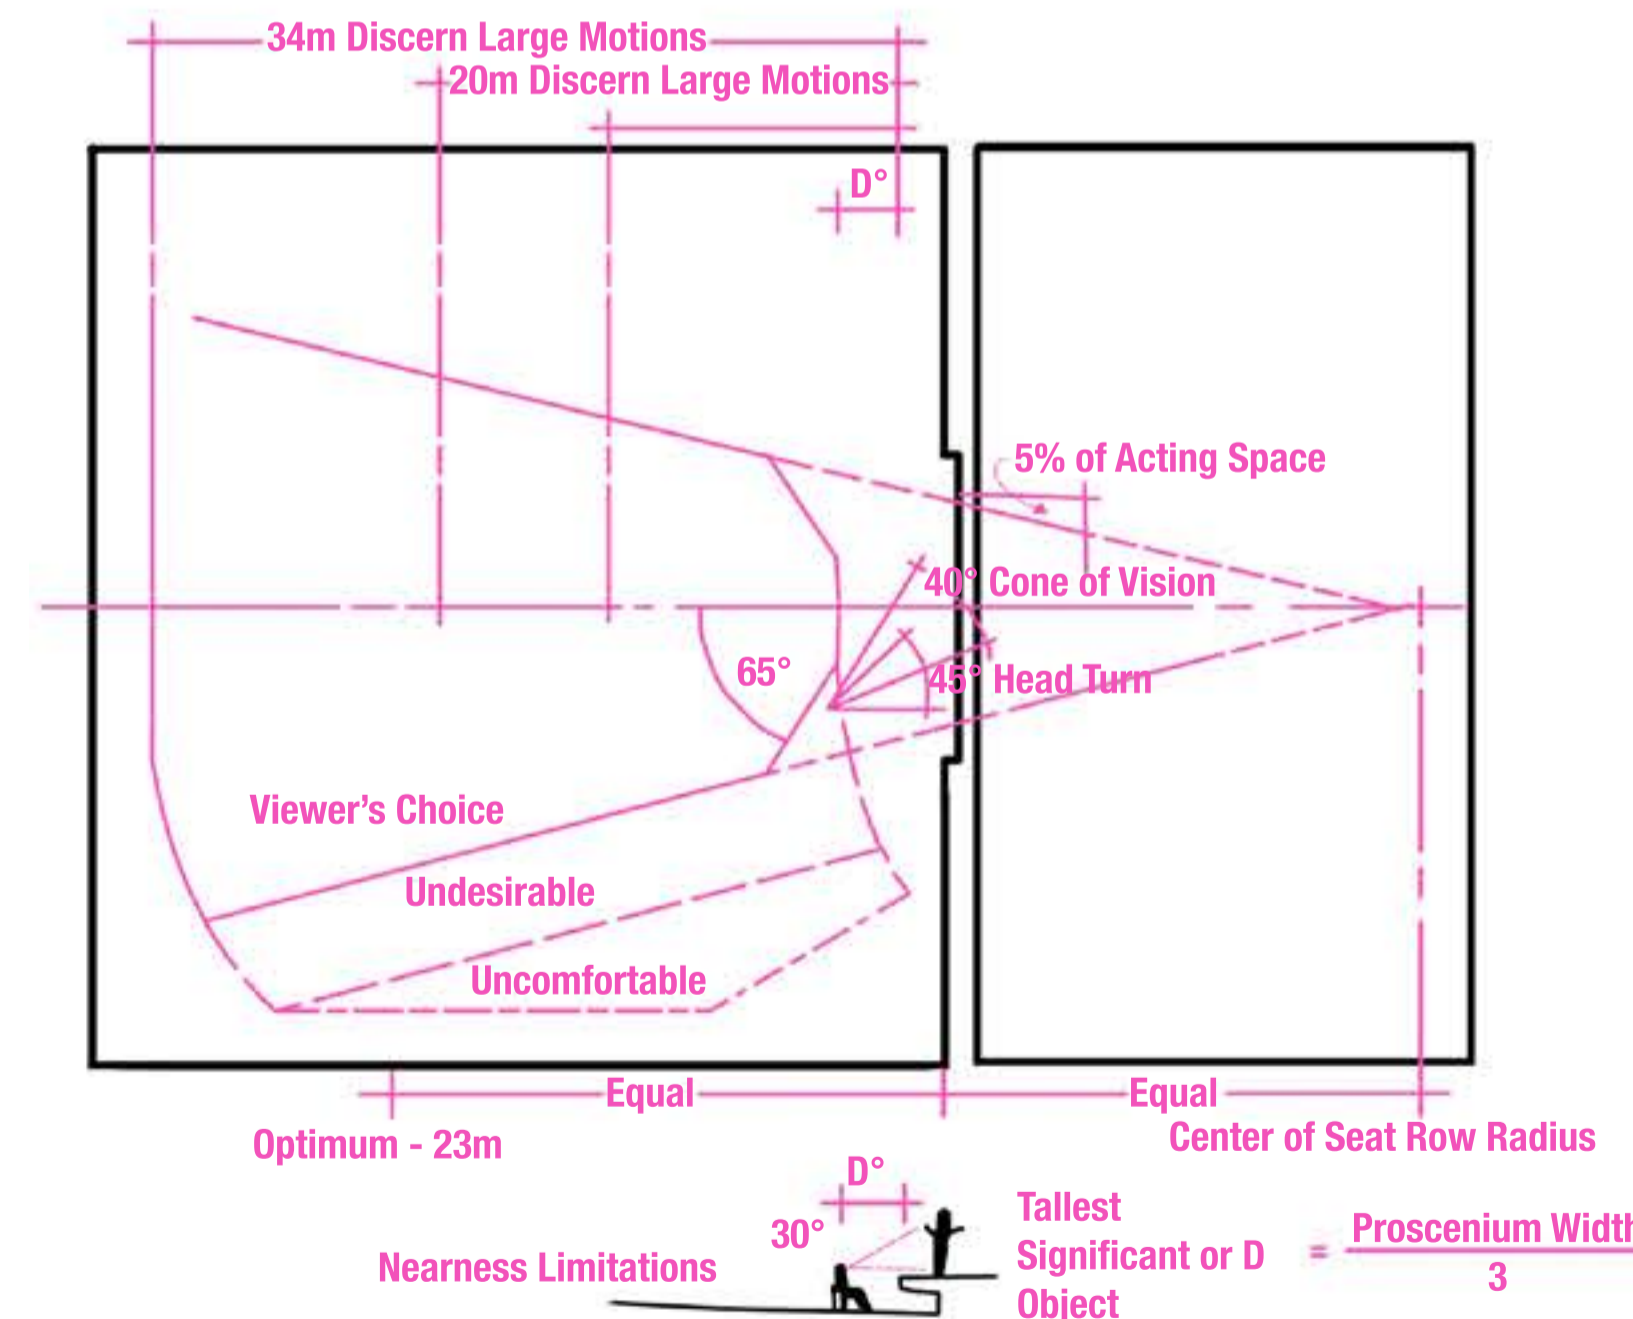 34m Discern Large Motions
20m Discern Large Motions
D°
5% of Acting Space
40° Cone of Vision
65°
45° Head Turn
Viewer's Choice
Undesirable
Uncomfortable
Equal
Equal
Optimum - 23m
Center of Seat Row Radius
D°
30°
Nearness Limitations
Tallest
Significant or D
Object
= Proscenium Width
3